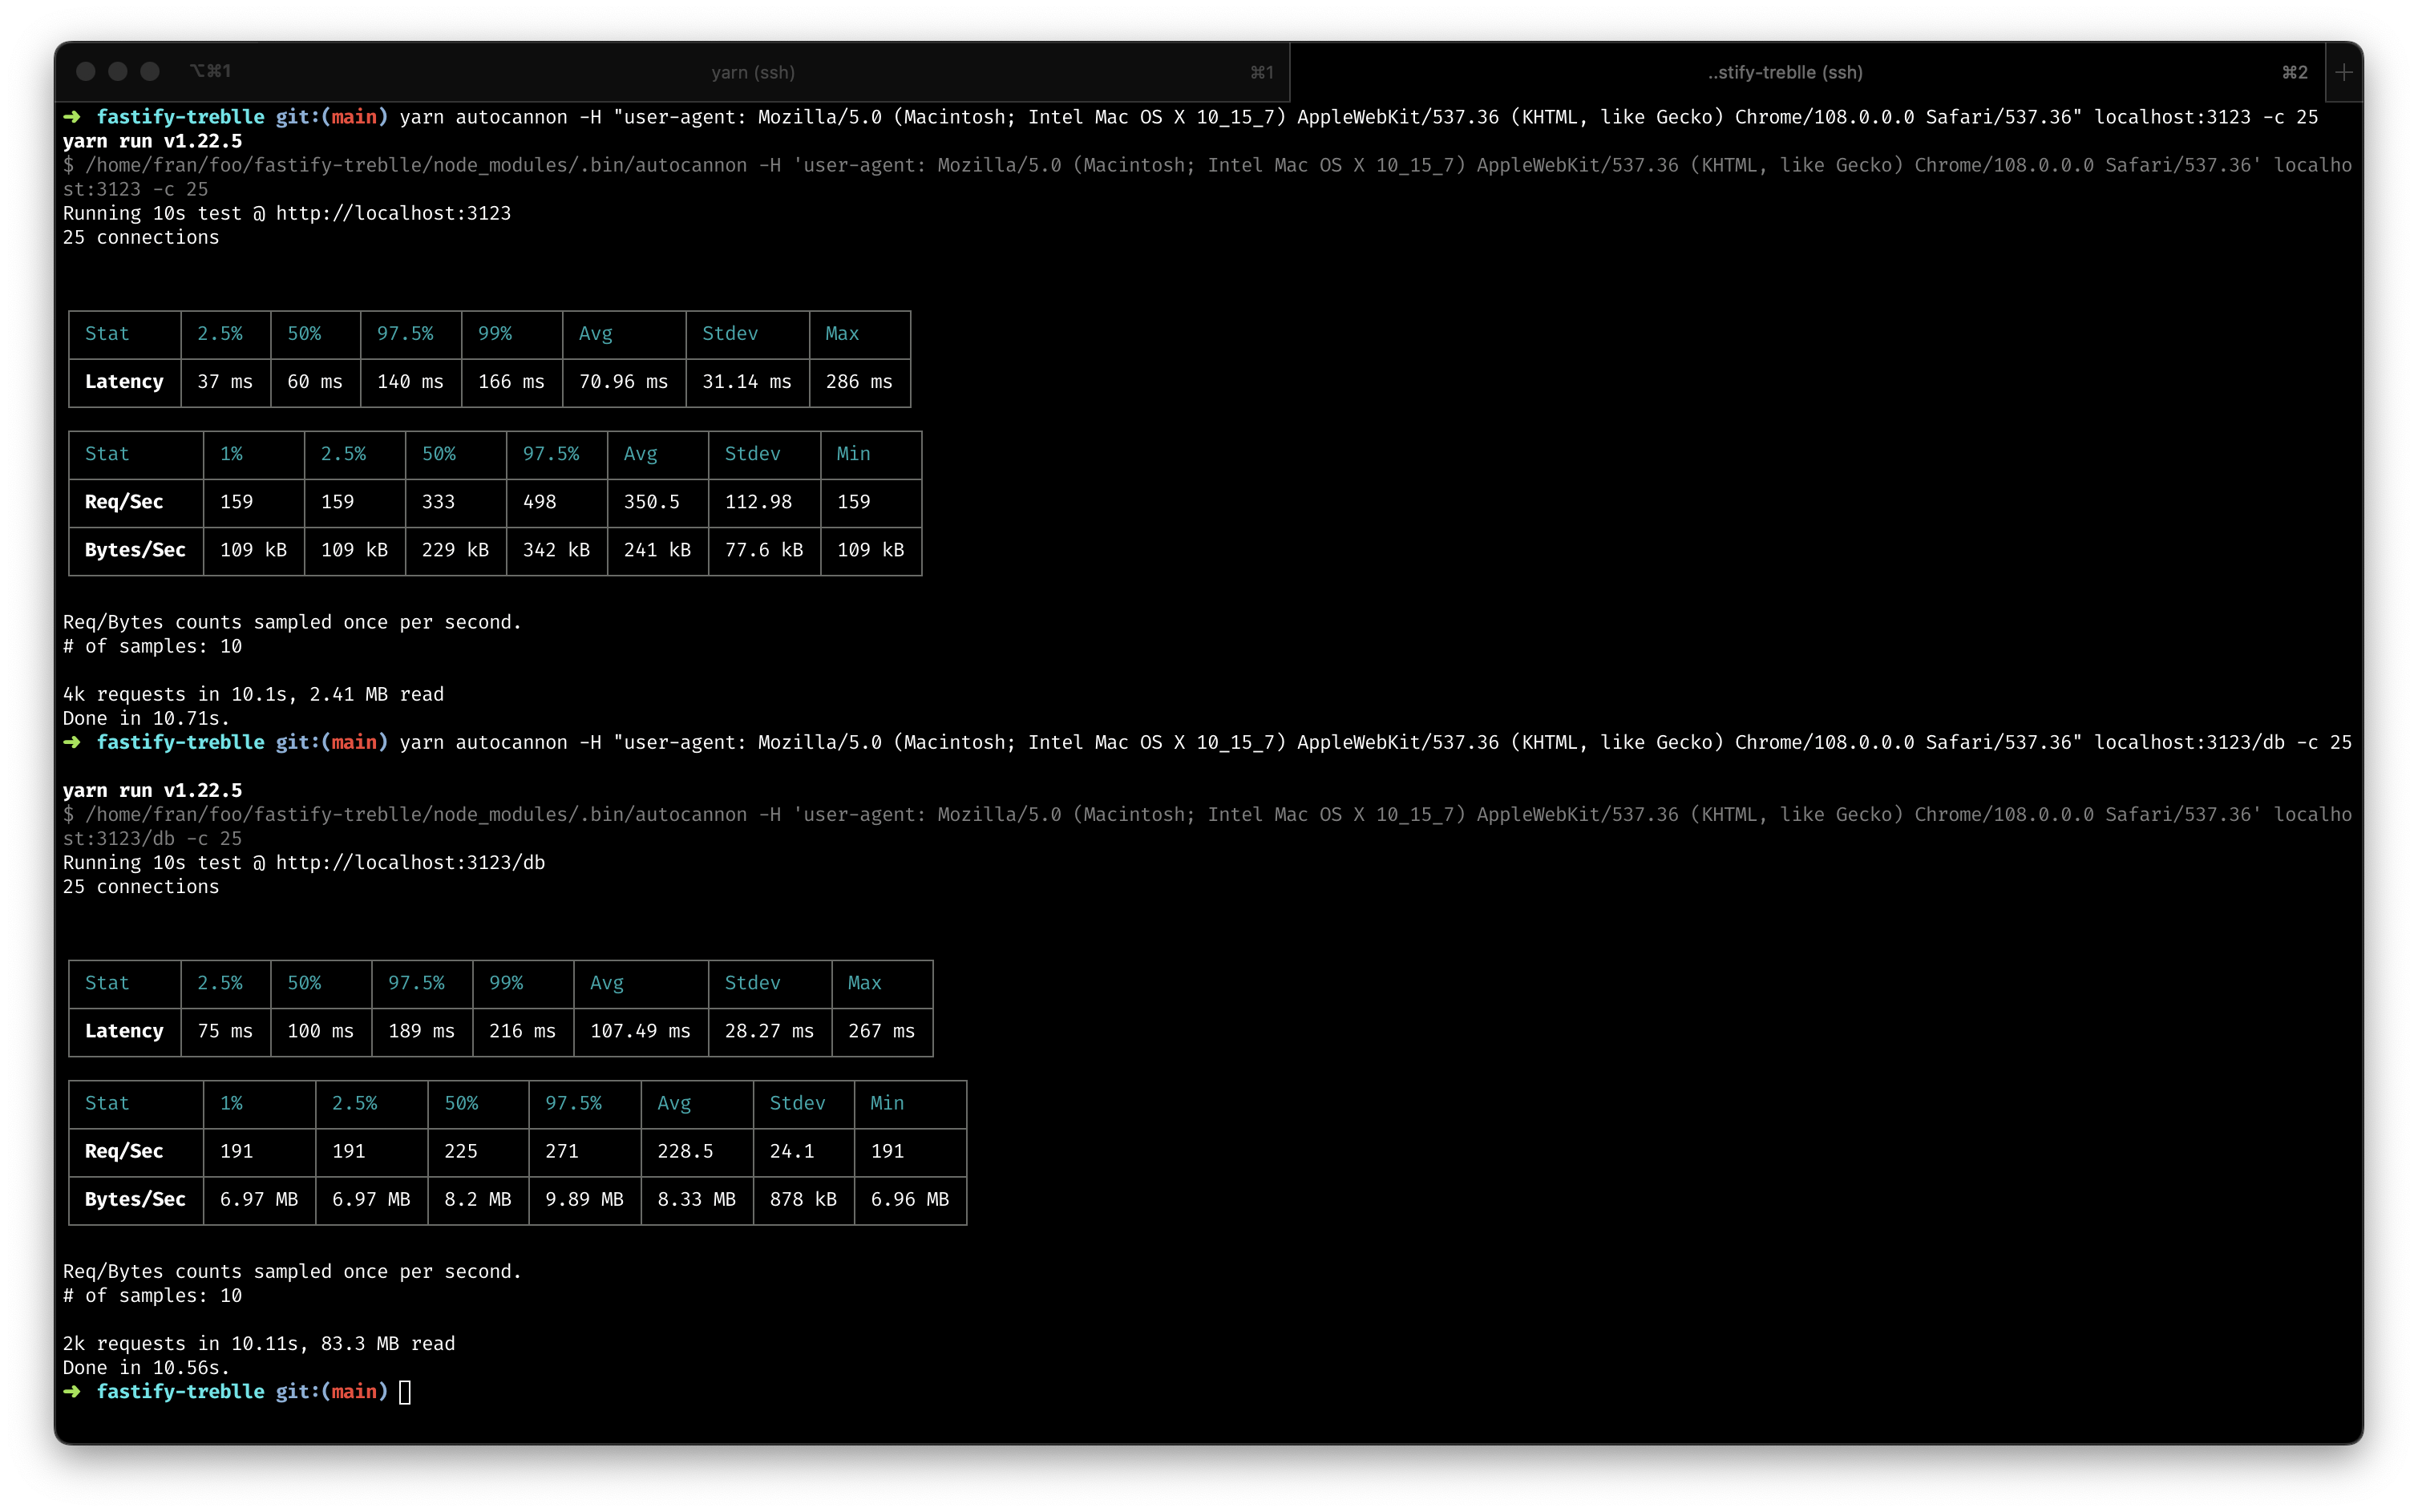 ⌥⌘1 yarn (ssh) ⌘1 ..stify-treblle (ssh) ⌘2 +
➜ fastify-treblle git:(main) yarn autocannon -H "user-agent: Mozilla/5.0 (Macintosh; Intel Mac OS X 10_15_7) AppleWebKit/537.36 (KHTML, like Gecko) Chrome/108.0.0.0 Safari/537.36" localhost:3123 -c 25
yarn run v1.22.5
$ /home/fran/foo/fastify-treblle/node_modules/.bin/autocannon -H 'user-agent: Mozilla/5.0 (Macintosh; Intel Mac OS X 10_15_7) AppleWebKit/537.36 (KHTML, like Gecko) Chrome/108.0.0.0 Safari/537.36' localho
st:3123 -c 25
Running 10s test @ http://localhost:3123
25 connections
Stat 2.5% 50% 97.5% 99% Avg Stdev Max
Latency 37 ms 60 ms 140 ms 166 ms 70.96 ms 31.14 ms 286 ms
Stat 1% 2.5% 50% 97.5% Avg Stdev Min
Req/Sec 159 159 333 498 350.5 112.98 159
Bytes/Sec 109 kB 109 kB 229 kB 342 kB 241 kB 77.6 kB 109 kB
Req/Bytes counts sampled once per second.
# of samples: 10
4k requests in 10.1s, 2.41 MB read
Done in 10.71s.
➜ fastify-treblle git:(main) yarn autocannon -H "user-agent: Mozilla/5.0 (Macintosh; Intel Mac OS X 10_15_7) AppleWebKit/537.36 (KHTML, like Gecko) Chrome/108.0.0.0 Safari/537.36" localhost:3123/db -c 25
yarn run v1.22.5
$ /home/fran/foo/fastify-treblle/node_modules/.bin/autocannon -H 'user-agent: Mozilla/5.0 (Macintosh; Intel Mac OS X 10_15_7) AppleWebKit/537.36 (KHTML, like Gecko) Chrome/108.0.0.0 Safari/537.36' localho
st:3123/db -c 25
Running 10s test @ http://localhost:3123/db
25 connections
Stat 2.5% 50% 97.5% 99% Avg Stdev Max
Latency 75 ms 100 ms 189 ms 216 ms 107.49 ms 28.27 ms 267 ms
Stat 1% 2.5% 50% 97.5% Avg Stdev Min
Req/Sec 191 191 225 271 228.5 24.1 191
Bytes/Sec 6.97 MB 6.97 MB 8.2 MB 9.89 MB 8.33 MB 878 kB 6.96 MB
Req/Bytes counts sampled once per second.
# of samples: 10
2k requests in 10.11s, 83.3 MB read
Done in 10.56s.
➜ fastify-treblle git:(main)